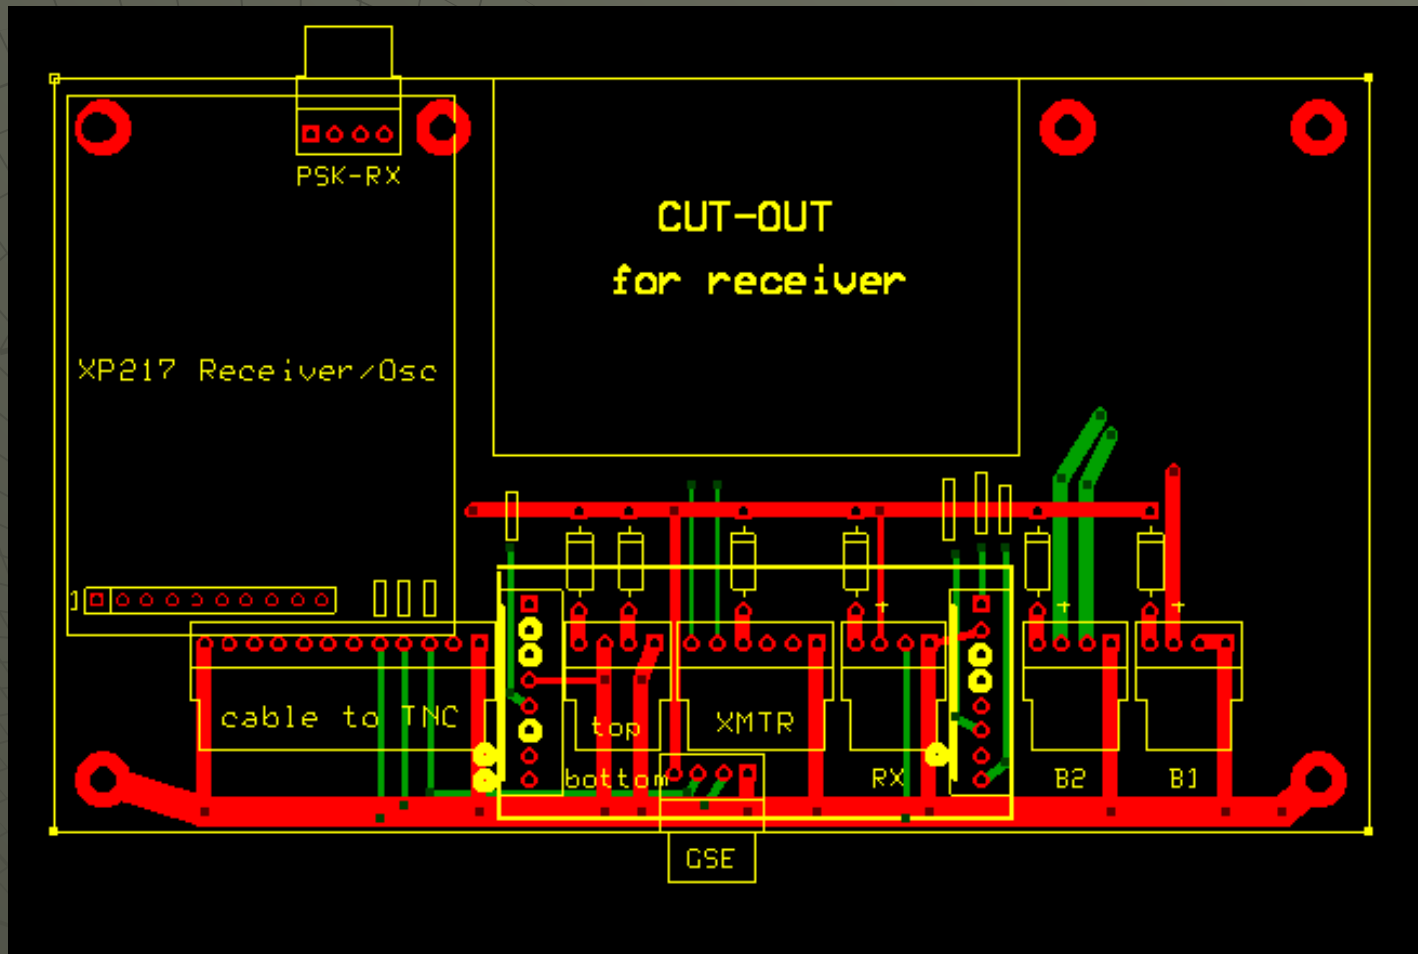 PSK-RX
CUT-OUT
for receiver
XP217 Receiver/Osc
1
+
+
+
cable to TNC
top
XMTR
bottom
RX
B2
B1
GSE